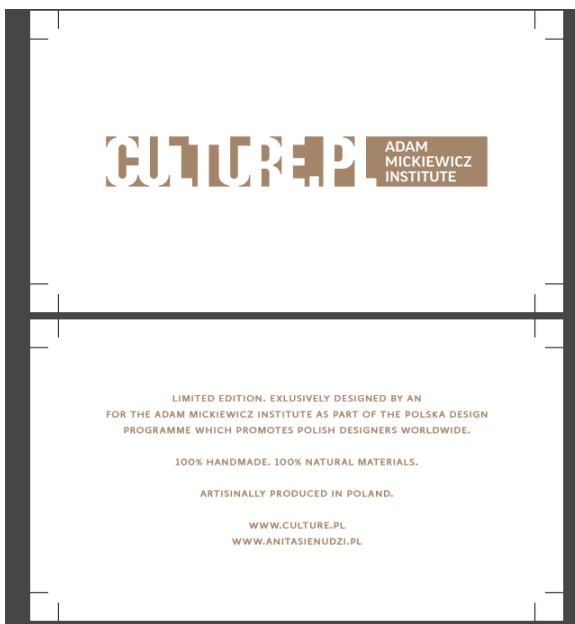 CULTURE.PL
ADAM
MICKIEWICZ
INSTITUTE
LIMITED EDITION. EXLUSIVELY DESIGNED BY AN
FOR THE ADAM MICKIEWICZ INSTITUTE AS PART OF THE POLSKA DESIGN
PROGRAMME WHICH PROMOTES POLISH DESIGNERS WORLDWIDE.
100% HANDMADE. 100% NATURAL MATERIALS.
ARTISINALLY PRODUCED IN POLAND.
WWW.CULTURE.PL
WWW.ANITASIENUDZI.PL